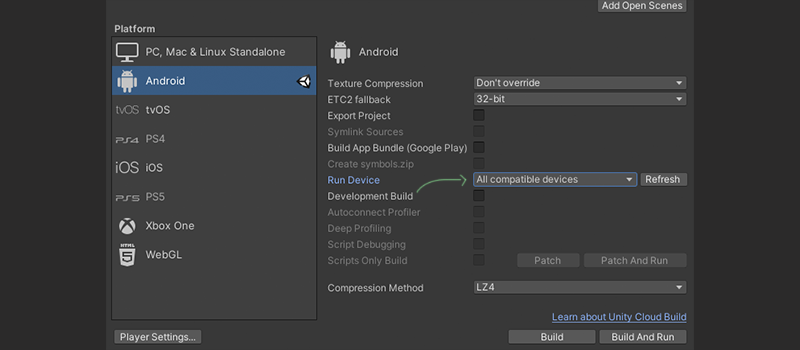 Add Open Scenes
Platform
PC, Mac & Linux Standalone
Android
tvOS tvOS
PS4 PS4
iOS iOS
PS5 PS5
Xbox One
HTML 5 WebGL
Android
Texture Compression Don't override
ETC2 fallback 32-bit
Export Project
Symlink Sources
Build App Bundle (Google Play)
Create symbols.zip
Run Device All compatible devices Refresh
Development Build
Autoconnect Profiler
Deep Profiling
Script Debugging
Scripts Only Build Patch Patch And Run
Compression Method LZ4
Learn about Unity Cloud Build
Player Settings... Build Build And Run